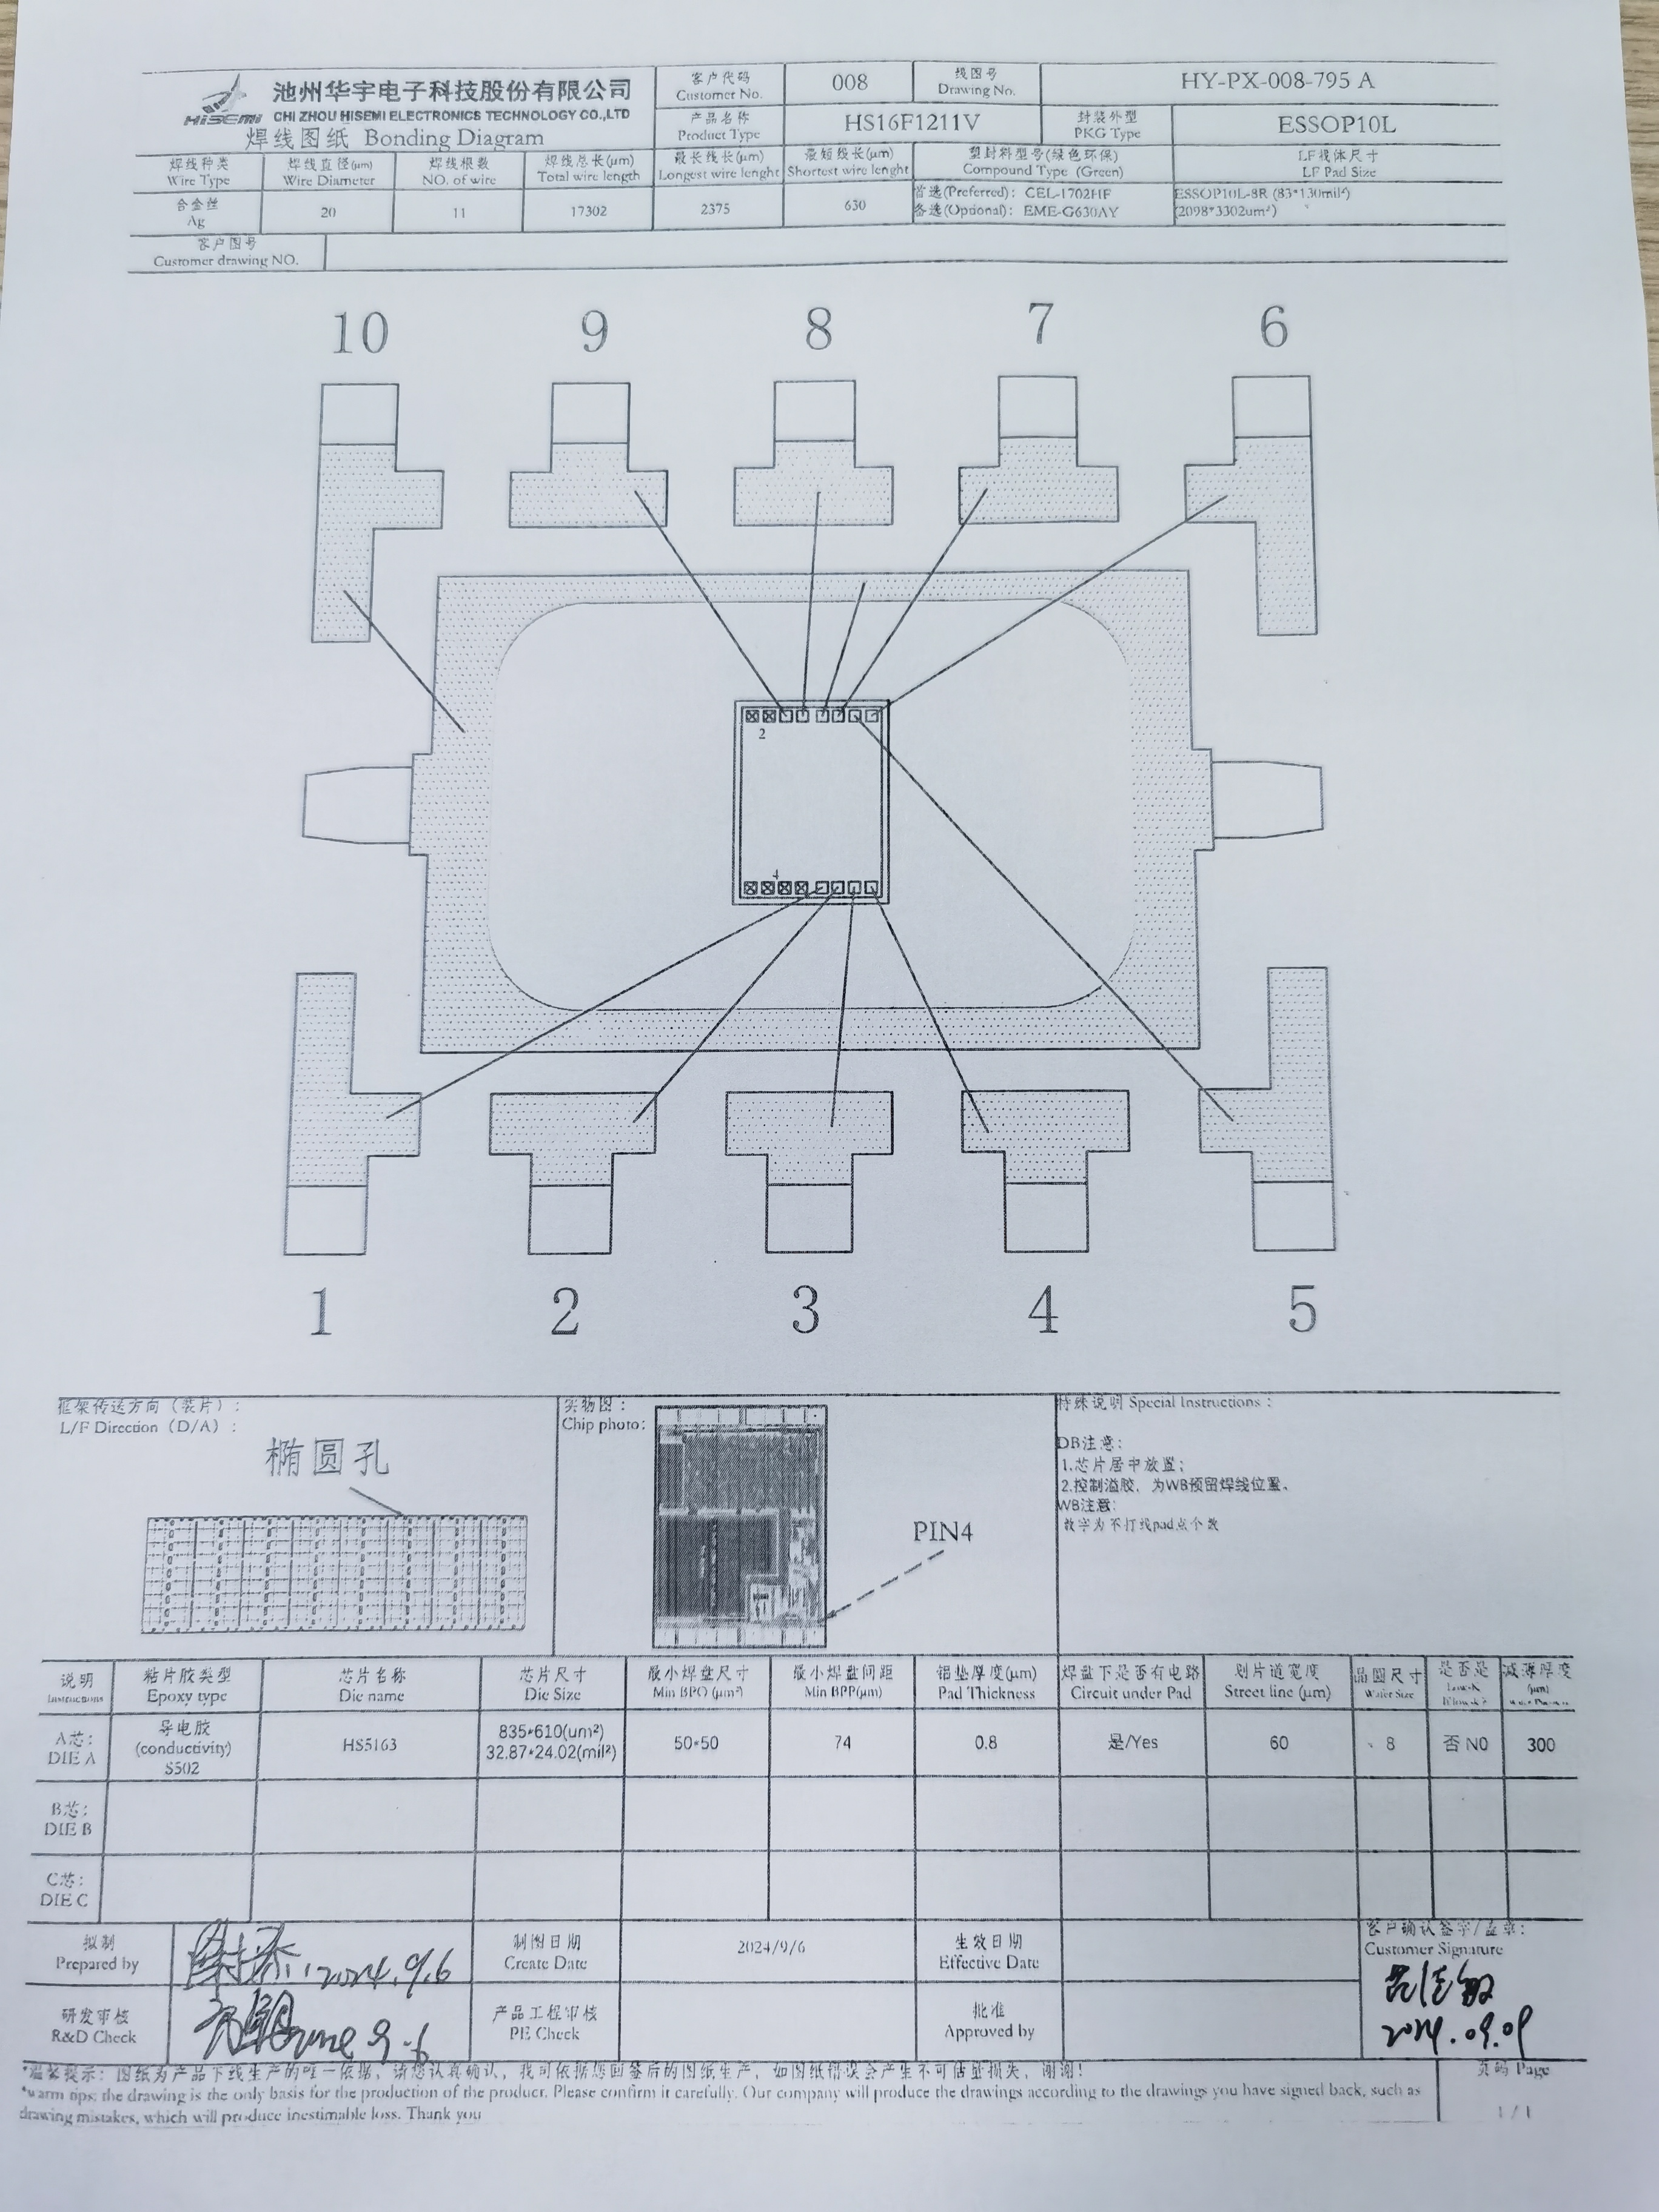 池州华宇电子科技股份有限公司
HISEMI CHI ZHOU HISEMI ELECTRONICS TECHNOLOGY CO.,LTD
焊线图纸 Bonding Diagram
客户代码 Customer No. 008 线图号 Drawing No. HY-PX-008-795 A
产品名称 Product Type HS16F1211V 封装外型 PKG Type ESSOP10L
焊线种类 焊线直径(μm) 焊线根数 焊线总长(μm) 最长线长(μm) 最短线长(μm) 塑封料型号(绿色环保) LF载体尺寸
Wire Type Wire Diameter NO. of wire Total wire length Longest wire lenght Shortest wire lenght Compound Type (Green) LF Pad Size
合金丝 Ag 20 11 17302 2375 630
首选(Preferred): CEL-1702HF
备选(Optional): EME-G630AY
ESSOP10L-8R (83*130mil²)
(2098*3302um²)
客户图号
Customer drawing NO.
10 9 8 7 6
2
4
1 2 3 4 5
框架传送方向（装片）:
L/F Direction (D/A) :
椭圆孔
实物图:
Chip photo:
PIN4
特殊说明 Special Instructions :
DB注意:
1.芯片居中放置;
2.控制溢胶，为WB预留焊线位置。
WB注意:
数字为不打线pad点个数
说明 粘片胶类型 芯片名称 芯片尺寸 最小焊盘尺寸 最小焊盘间距 铝垫厚度(μm) 焊盘下是否有电路 划片道宽度 晶圆尺寸 是否是 减薄厚度
Instructions Epoxy type Die name Die Size Min BPO (μm²) Min BPP(μm) Pad Thickness Circuit under Pad Street line (μm) Wafer Size Low-K (μm)
A芯: DIE A
导电胶 (conductivity) S502
HS5163
835*610(um²)
32.87*24.02(mil²)
50*50 74 0.8 是/Yes 60 8 否 NO 300
B芯:
DIE B
C芯:
DIE C
拟制 Prepared by 2024.9.6
制图日期 Create Date 2024/9/6
生效日期 Effective Date
客户确认签字/盖章:
Customer Signature
2024.09.09
研发审核 R&D Check 9.6
产品工程审核 PE Check
批准 Approved by
*温馨提示: 图纸为产品下线生产的唯一依据，请您认真确认，我司依据您回签后的图纸生产，如图纸错误会产生不可估量损失，谢谢!
*warm tips: the drawing is the only basis for the production of the product. Please confirm it carefully. Our company will produce the drawings according to the drawings you have signed back, such as
drawing mistakes, which will produce inestimable loss. Thank you
页码 Page
1 / 1